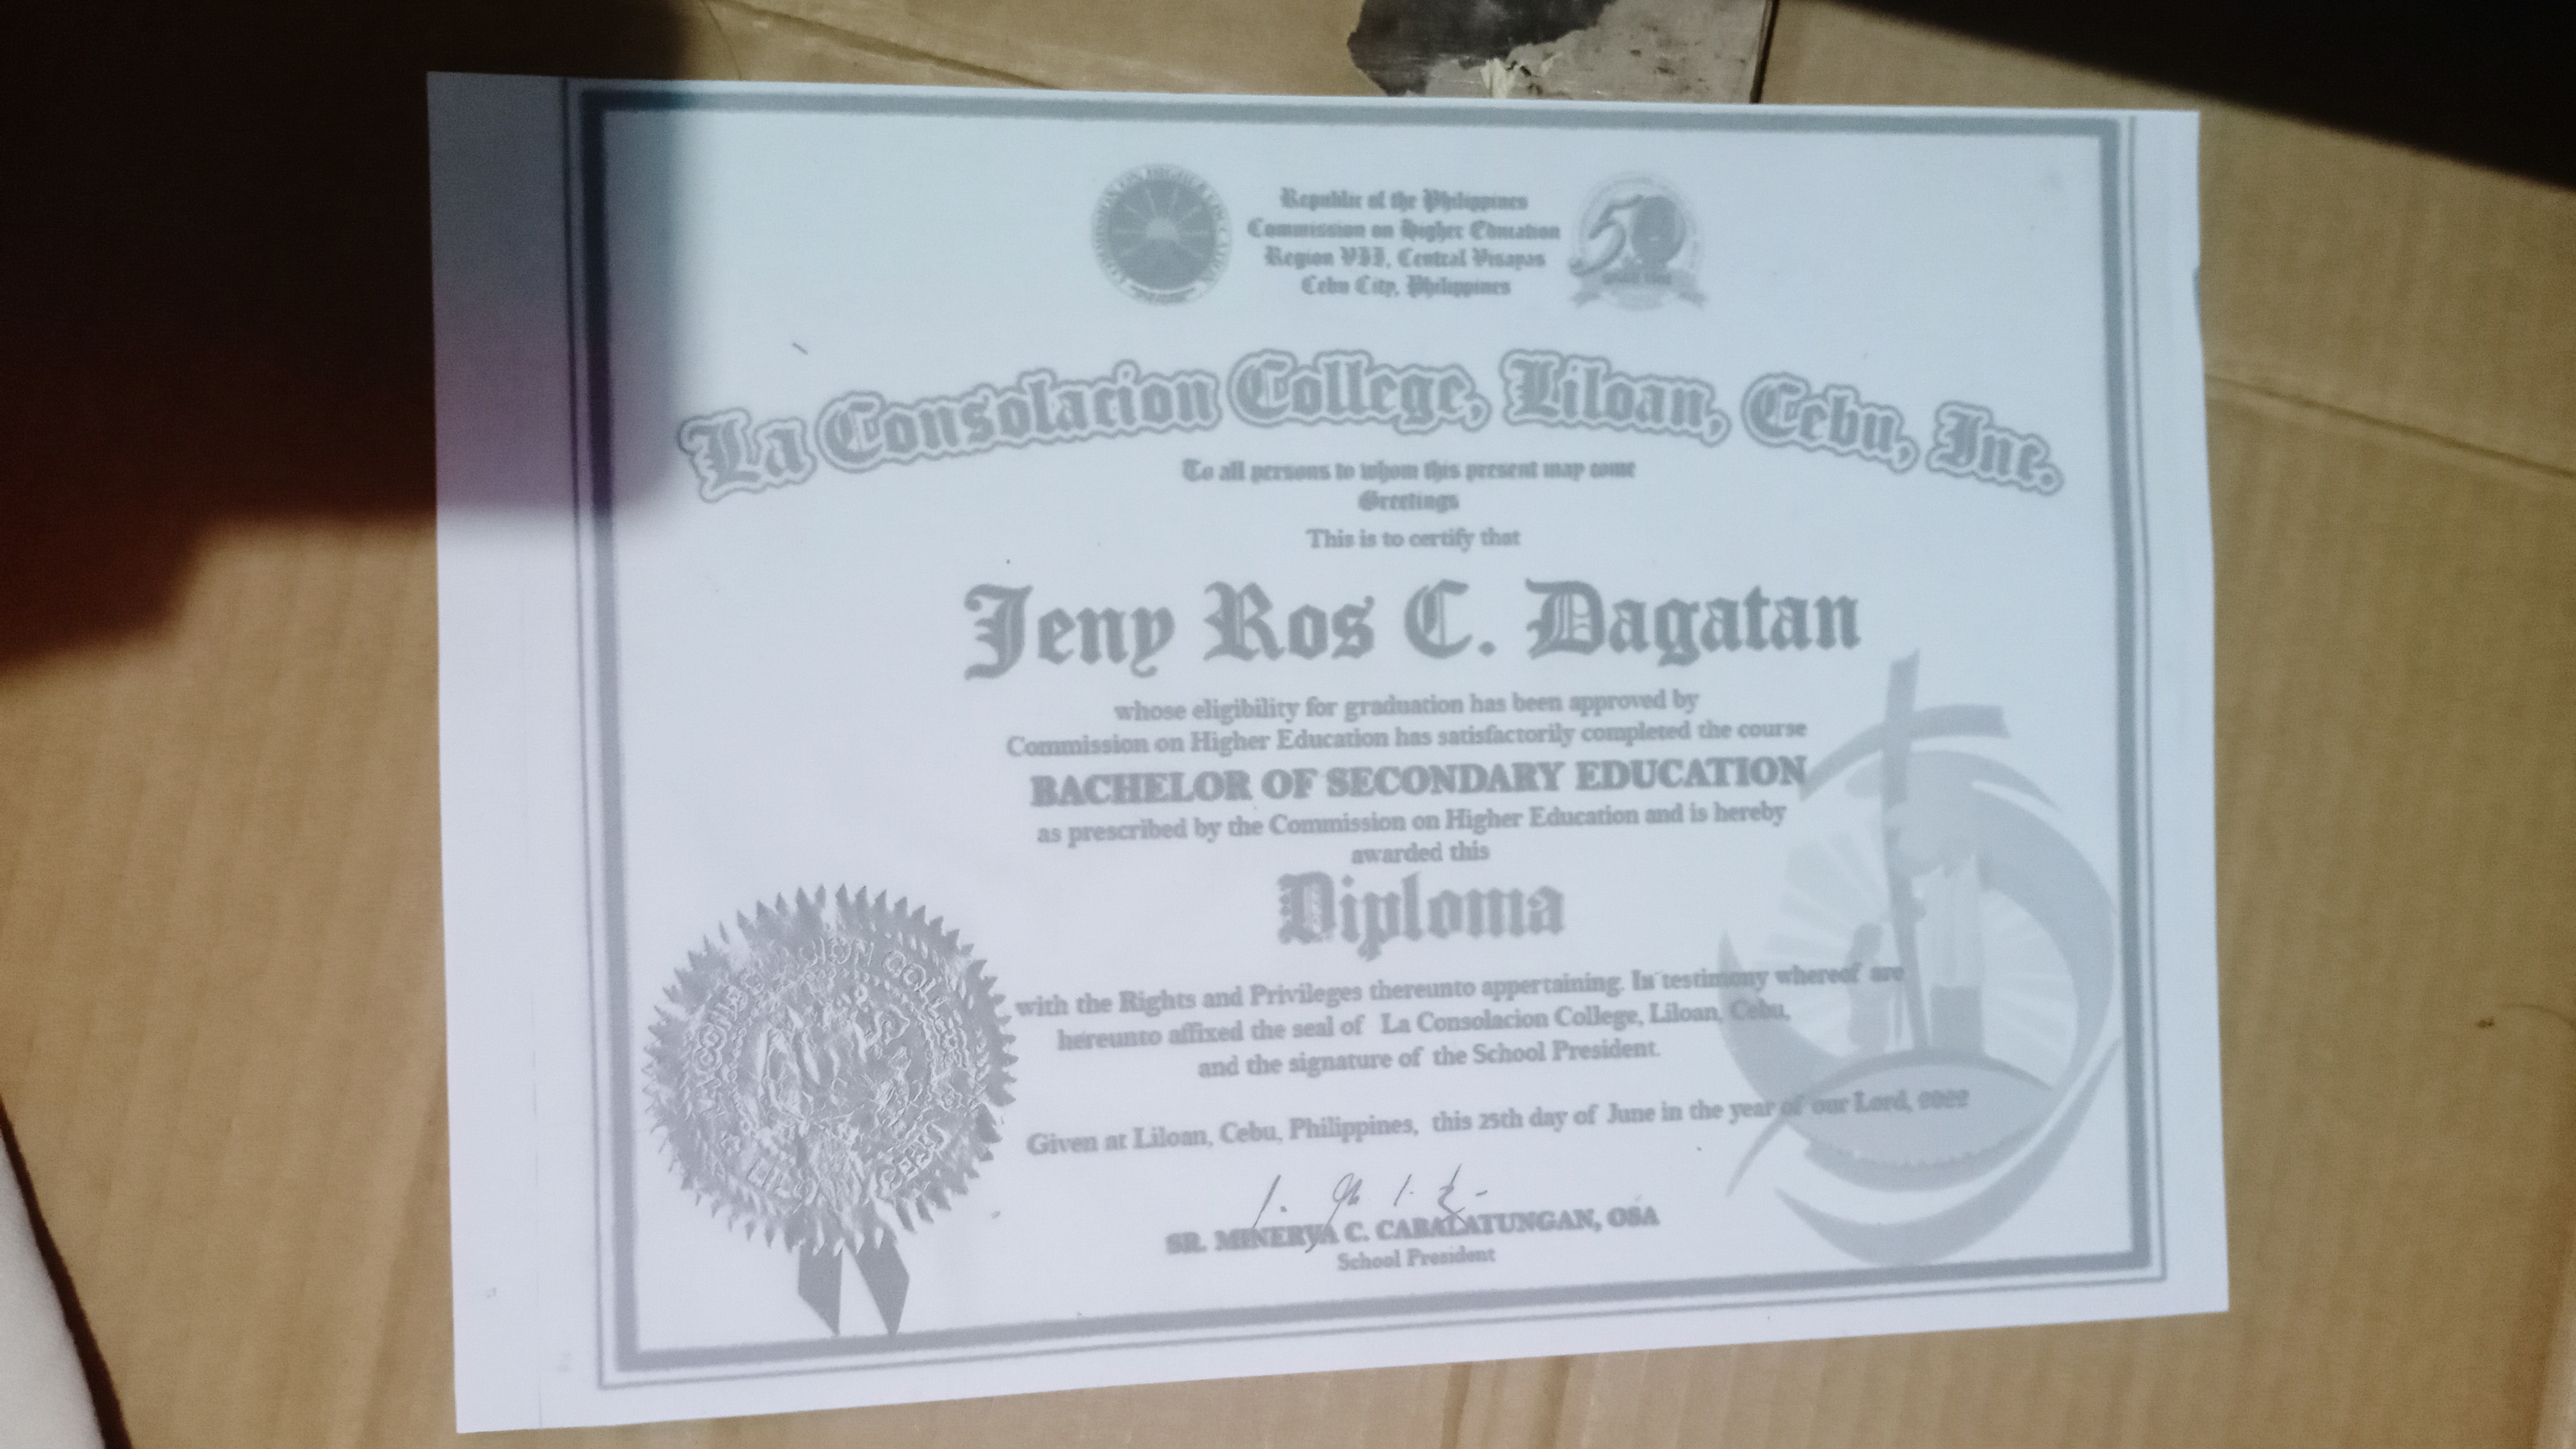 Republic of the Philippines
Commission on Higher Education
Region VII, Central Visayas
Cebu City, Philippines
50
La Consolacion College, Liloan, Cebu, Inc.
To all persons to whom this present may come
Greetings
This is to certify that
Jeny Ros C. Dagatan
whose eligibility for graduation has been approved by
Commission on Higher Education has satisfactorily completed the course
BACHELOR OF SECONDARY EDUCATION
as prescribed by the Commission on Higher Education and is hereby
awarded this
Diploma
with the Rights and Privileges thereunto appertaining. In testimony whereof are
hereunto affixed the seal of La Consolacion College, Liloan, Cebu,
and the signature of the School President.
Given at Liloan, Cebu, Philippines, this 25th day of June in the year of our Lord,
SR. MINERVA C. CABALATUNGAN, OSA
School President